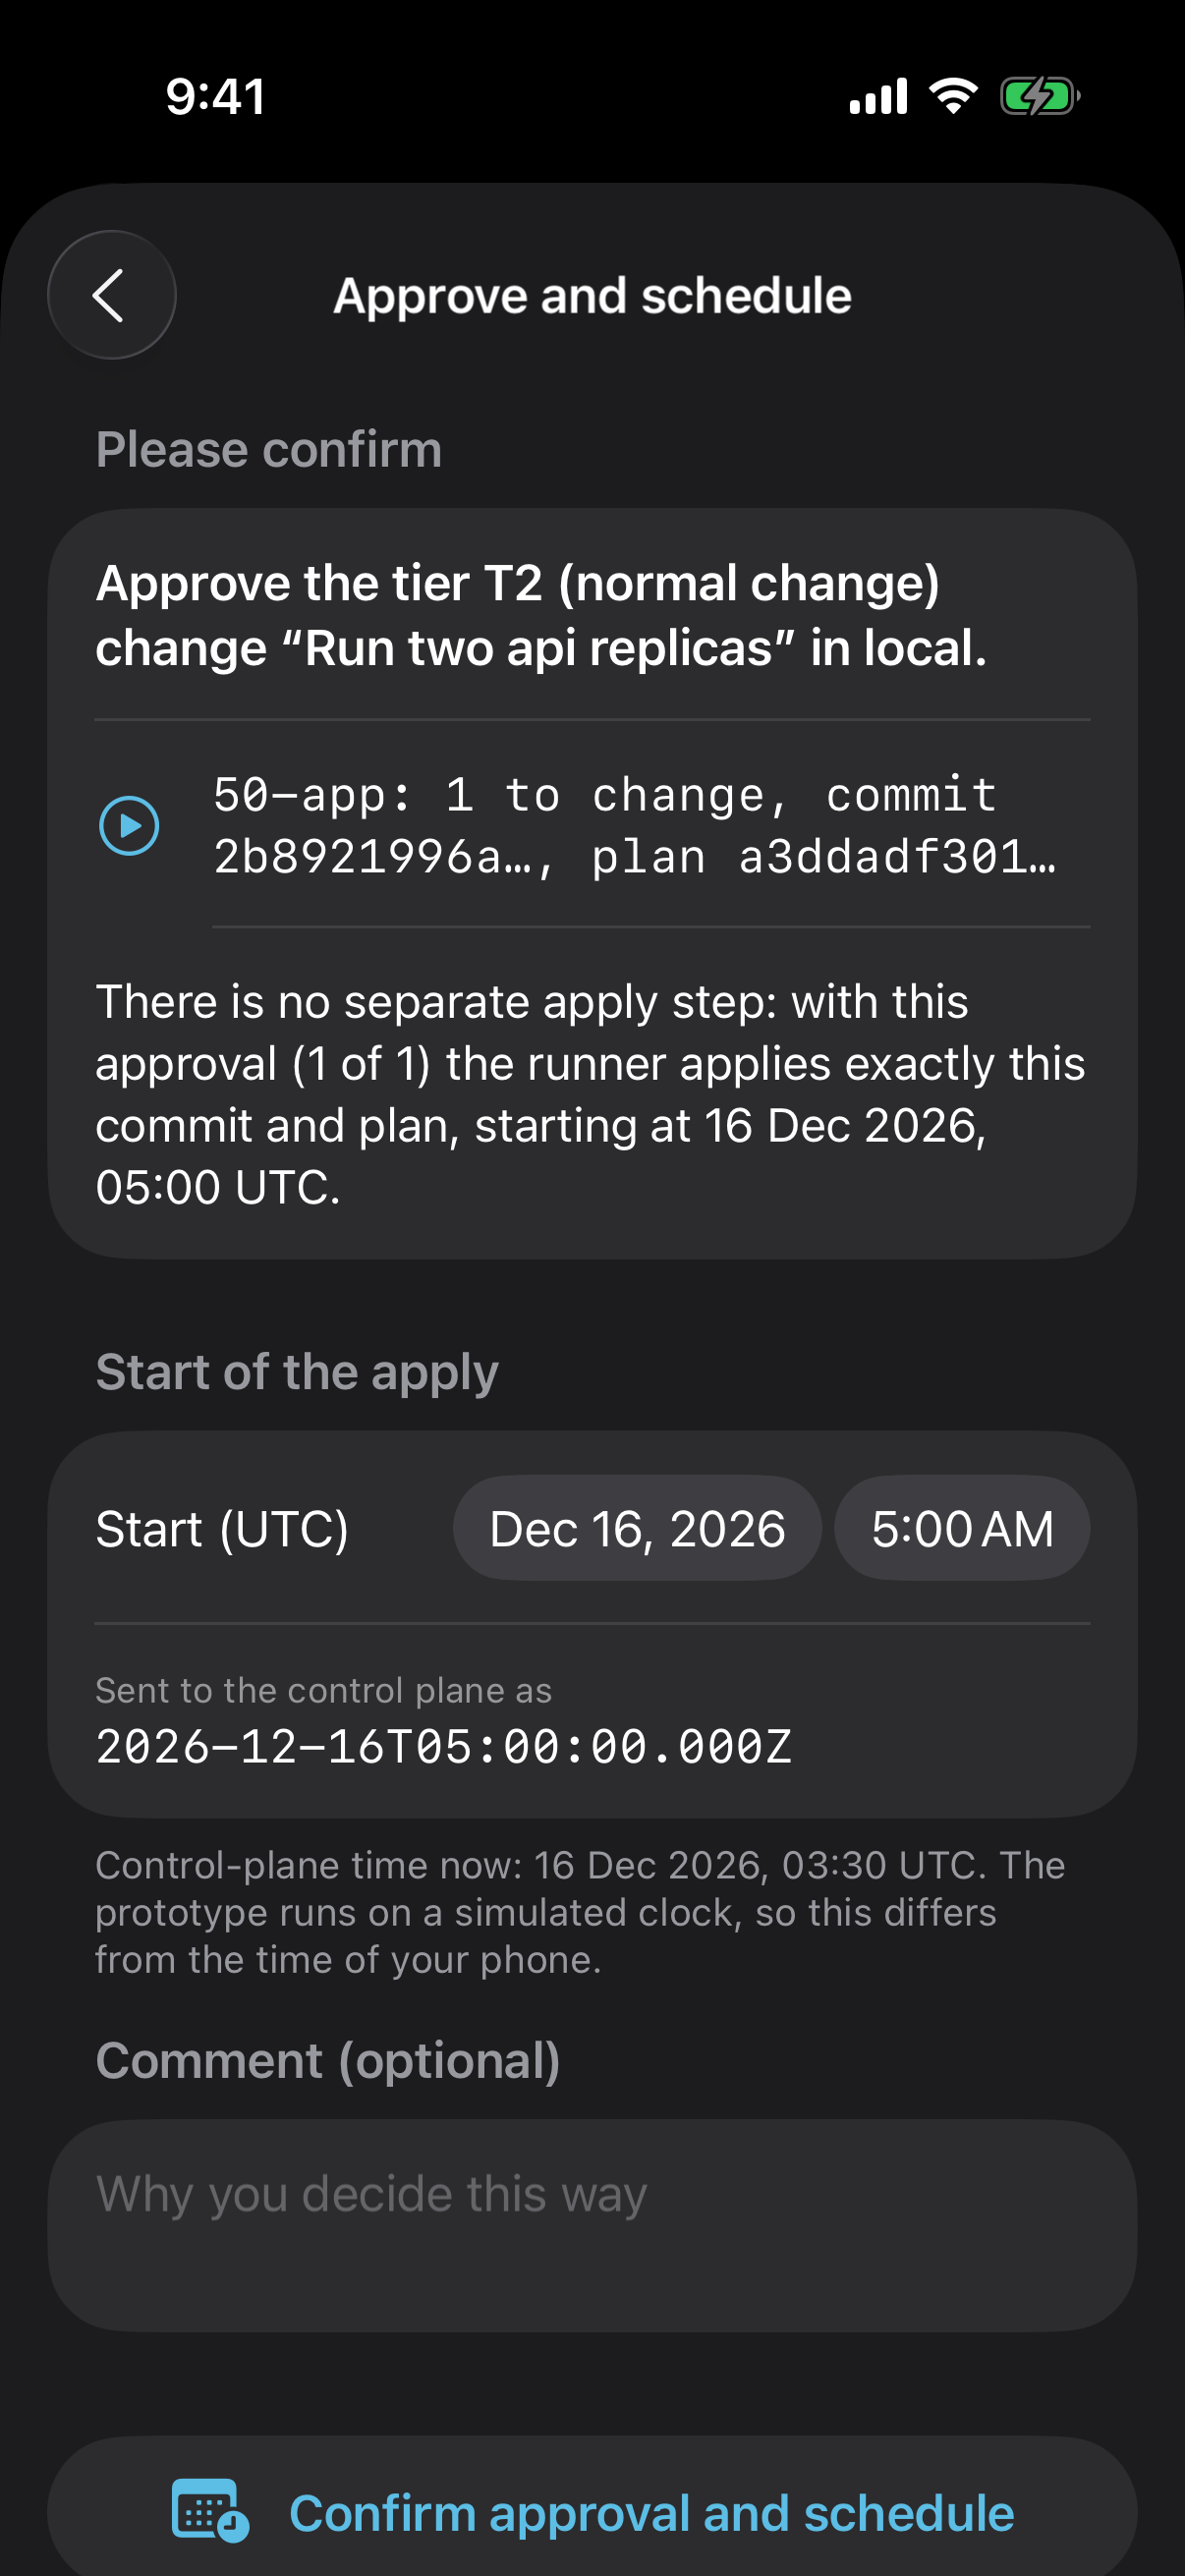 9:41
Approve and schedule
Please confirm
Approve the tier T2 (normal change)
change “Run two api replicas” in local.
50-app: 1 to change, commit
2b8921996a…, plan a3ddadf301…
There is no separate apply step: with this
approval (1 of 1) the runner applies exactly this
commit and plan, starting at 16 Dec 2026,
05:00 UTC.
Start of the apply
Start (UTC) Dec 16, 2026 5:00 AM
Sent to the control plane as
2026-12-16T05:00:00.000Z
Control-plane time now: 16 Dec 2026, 03:30 UTC. The
prototype runs on a simulated clock, so this differs
from the time of your phone.
Comment (optional)
Why you decide this way
Confirm approval and schedule